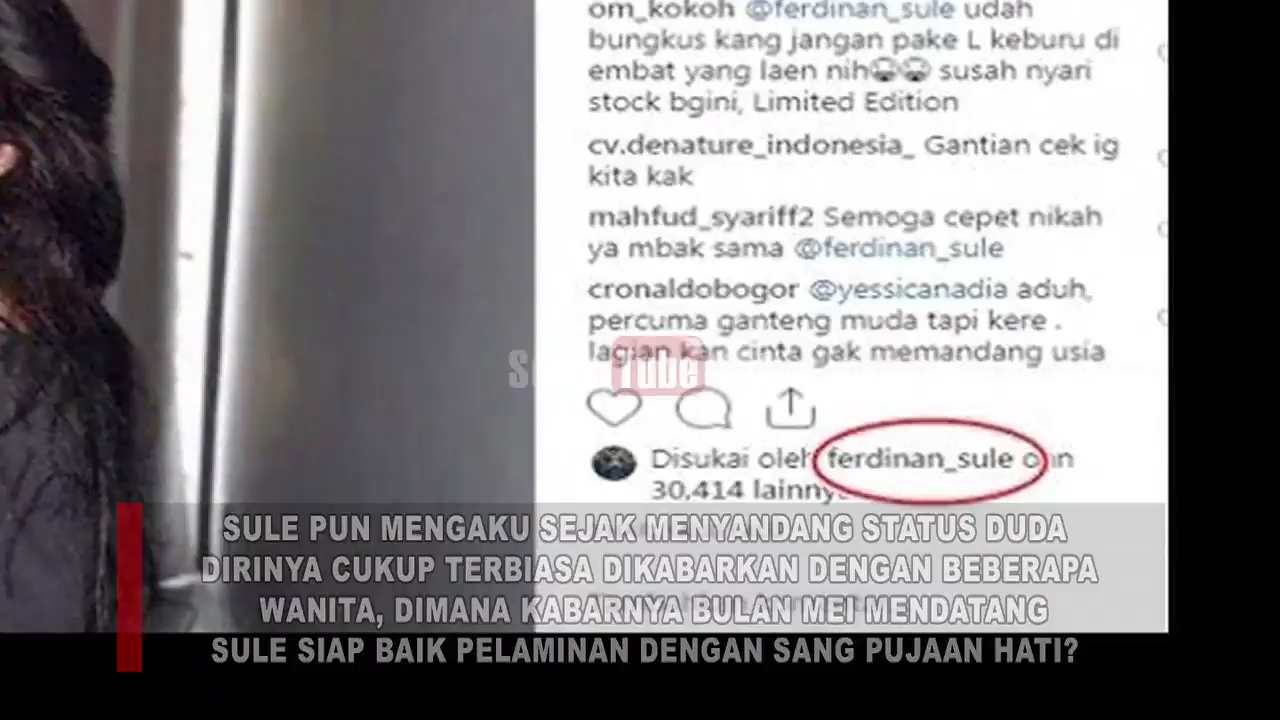 om_kokoh @ferdinan_sule udah
bungkus kang jangan pake L keburu di
embat yang laen nih😭😭 susah nyari
stock bgini, Limited Edition
cv.denature_indonesia_ Gantian cek ig
kita kak
mahfud_syariff2 Semoga cepet nikah
ya mbak sama @ferdinan_sule
cronaldobogor @yessicanadia aduh,
percuma ganteng muda tapi kere .
lagian kan cinta gak memandang usia
Tube
Disukai oleh ferdinan_sule dan
30,414 lainnya
SULE PUN MENGAKU SEJAK MENYANDANG STATUS DUDA
DIRINYA CUKUP TERBIASA DIKABARKAN DENGAN BEBERAPA
WANITA, DIMANA KABARNYA BULAN MEI MENDATANG
SULE SIAP BAIK PELAMINAN DENGAN SANG PUJAAN HATI?